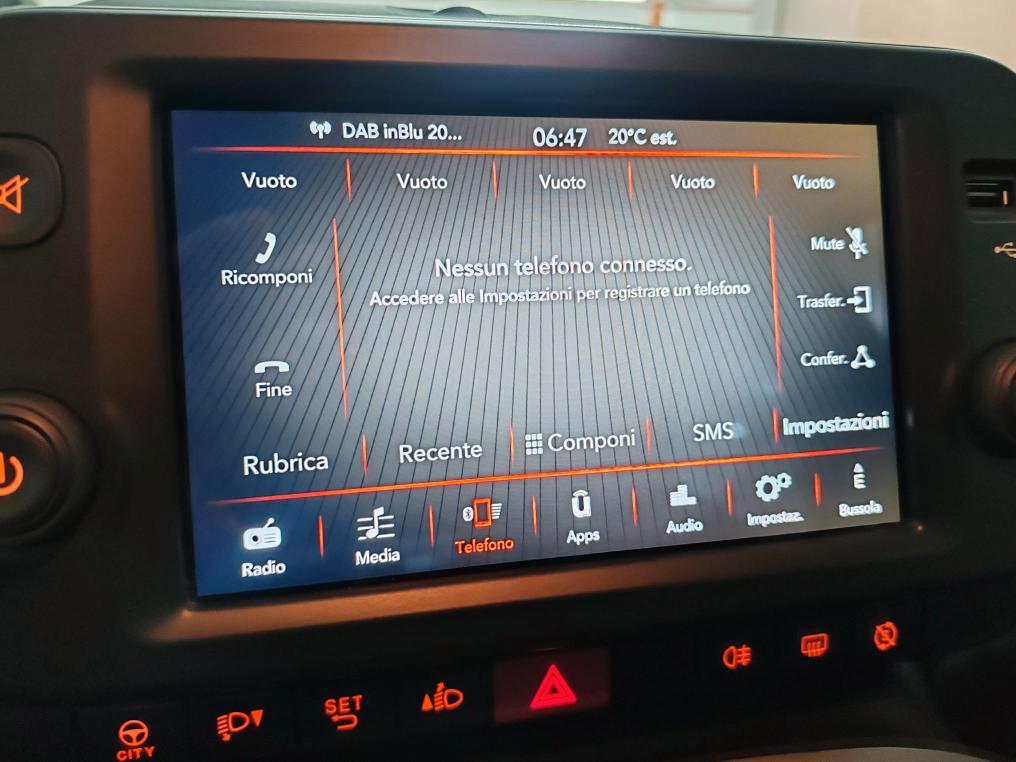 DAB inBlu 20... 06:47 20°C est.
Vuoto Vuoto Vuoto Vuoto Vuoto
Ricomponi
Nessun telefono connesso.
Accedere alle Impostazioni per registrare un telefono
Mute
Trasfer.
Confer.
Fine
Rubrica Recente Componi SMS Impostazioni
Radio Media Telefono Apps Audio Impostaz. Bussola
CITY
SET